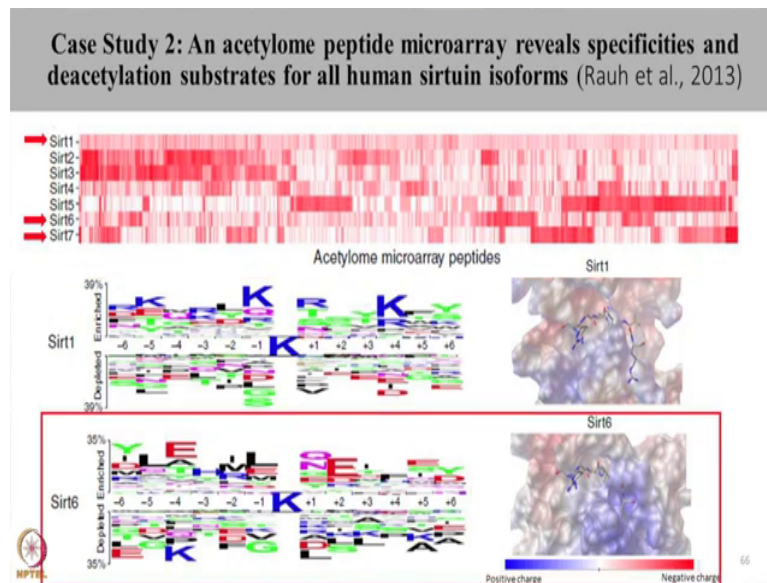 Case Study 2: An acetylome peptide microarray reveals specificities and
deacetylation substrates for all human sirtuin isoforms (Rauh et al., 2013)
Sirt1
Sirt2
Sirt3
Sirt4
Sirt5
Sirt6
Sirt7
Acetylome microarray peptides
Sirt1
39%
Enriched
Sirt1
−6 −5 −4 −3 −2 −1 K +1 +2 +3 +4 +5 +6
Depleted
39%
Sirt6
35%
Enriched
Sirt6
−6 −5 −4 −3 −2 −1 K +1 +2 +3 +4 +5 +6
Depleted
35%
Positive charge
Negative charge
NPTEL
66